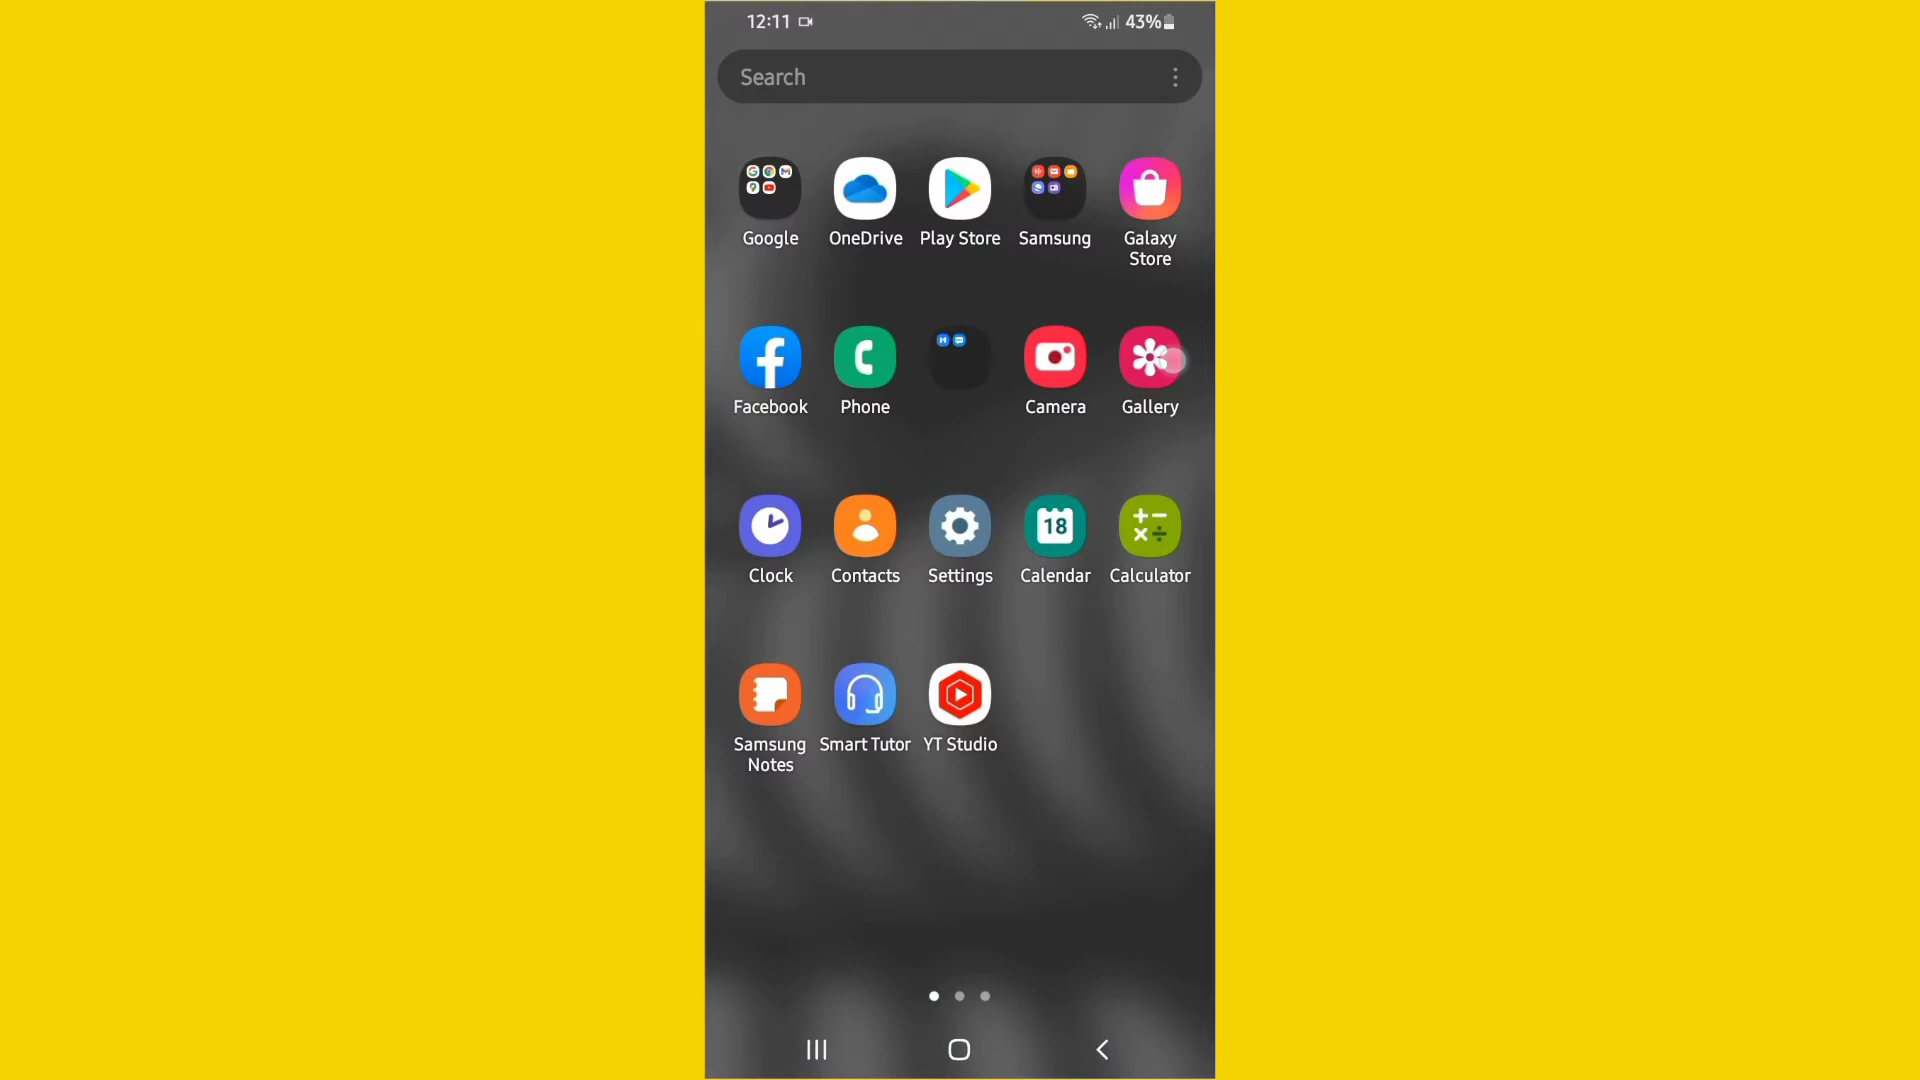 12:11
43%
Search
Google
OneDrive
Play Store
Samsung
Galaxy
Store
Facebook
Phone
Camera
Gallery
Clock
Contacts
Settings
18
Calendar
Calculator
Samsung
Notes
Smart Tutor
YT Studio